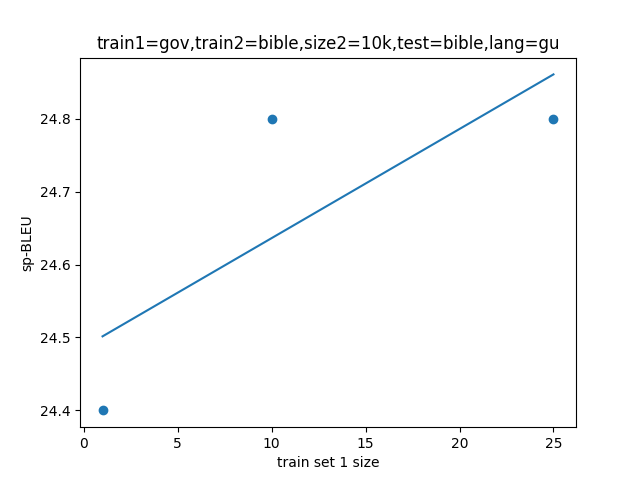 train1=gov,train2=bible,size2=10k,test=bible,lang=gu
24.8
24.7
24.6
24.5
24.4
sp-BLEU
0 5 10 15 20 25
train set 1 size